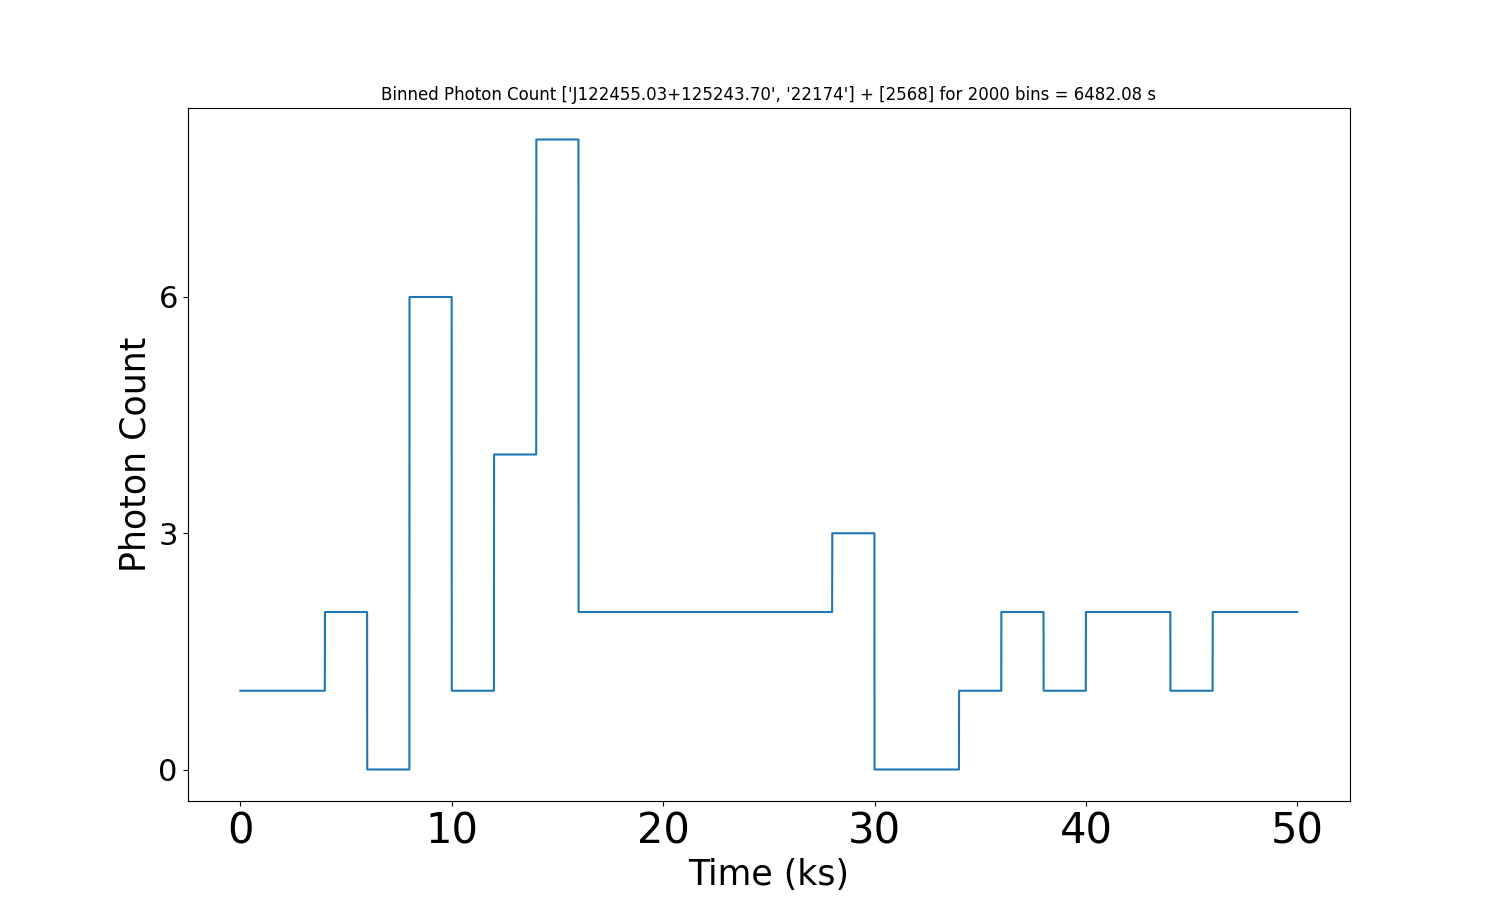 Binned Photon Count ['J122455.03+125243.70', '22174'] + [2568] for 2000 bins = 6482.08 s
Photon Count
6
3
0
0 10 20 30 40 50
Time (ks)